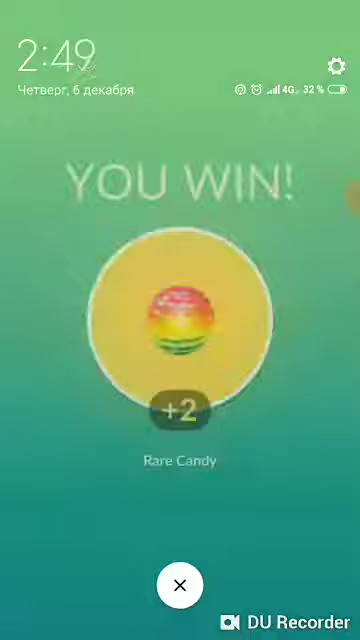 2:49
Четверг, 6 декабря
4G 32 %
YOU WIN!
+2
Rare Candy
DU Recorder